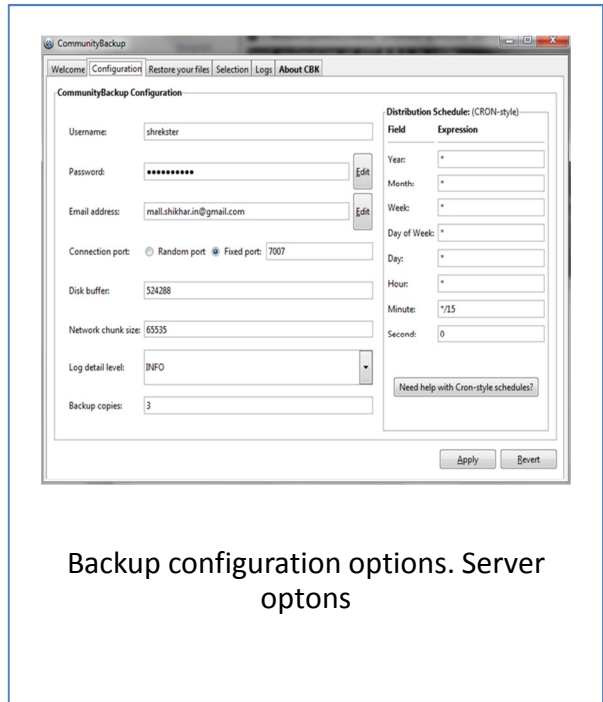 CommunityBackup
Welcome Configuration Restore your files Selection Logs About CBK
CommunityBackup Configuration
Username: shrekster
Password: ●●●●●●●●●● Edit
Email address: mall.shikhar.in@gmail.com Edit
Connection port: Random port Fixed port: 7007
Disk buffer: 524288
Network chunk size: 65535
Log detail level: INFO
Backup copies: 3
Distribution Schedule: (CRON-style)
Field Expression
Year: *
Month: *
Week: *
Day of Week: *
Day: *
Hour: *
Minute: */15
Second: 0
Need help with Cron-style schedules?
Apply Revert
Backup configuration options. Server
optons